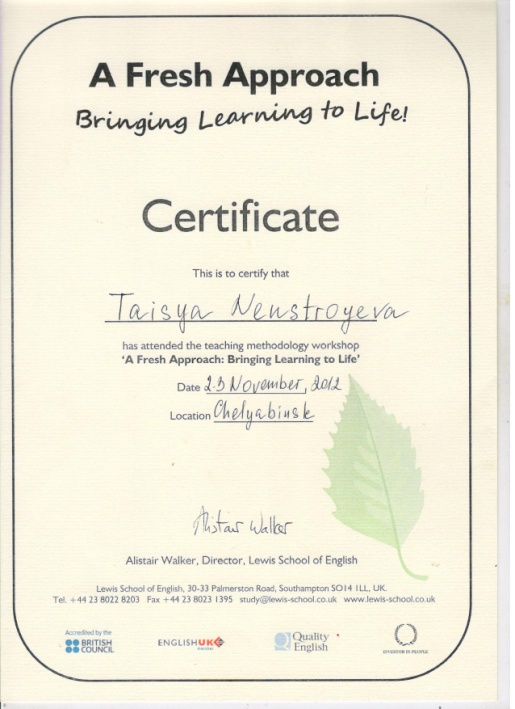 A Fresh Approach
Bringing Learning to Life!
Certificate
This is to certify that
Taisya Nenstroyeva
has attended the teaching methodology workshop
'A Fresh Approach: Bringing Learning to Life'
Date 2-3 November, 2012
Location Chelyabinsk
Alistair Walker
Alistair Walker, Director, Lewis School of English
Lewis School of English, 30-33 Palmerston Road, Southampton SO14 1LL, UK.
Tel. +44 23 8022 8203 Fax +44 23 8023 1395 study@lewis-school.co.uk www.lewis-school.co.uk
Accredited by the
BRITISH
COUNCIL
ENGLISHUK
Quality
English
INVESTOR IN PEOPLE